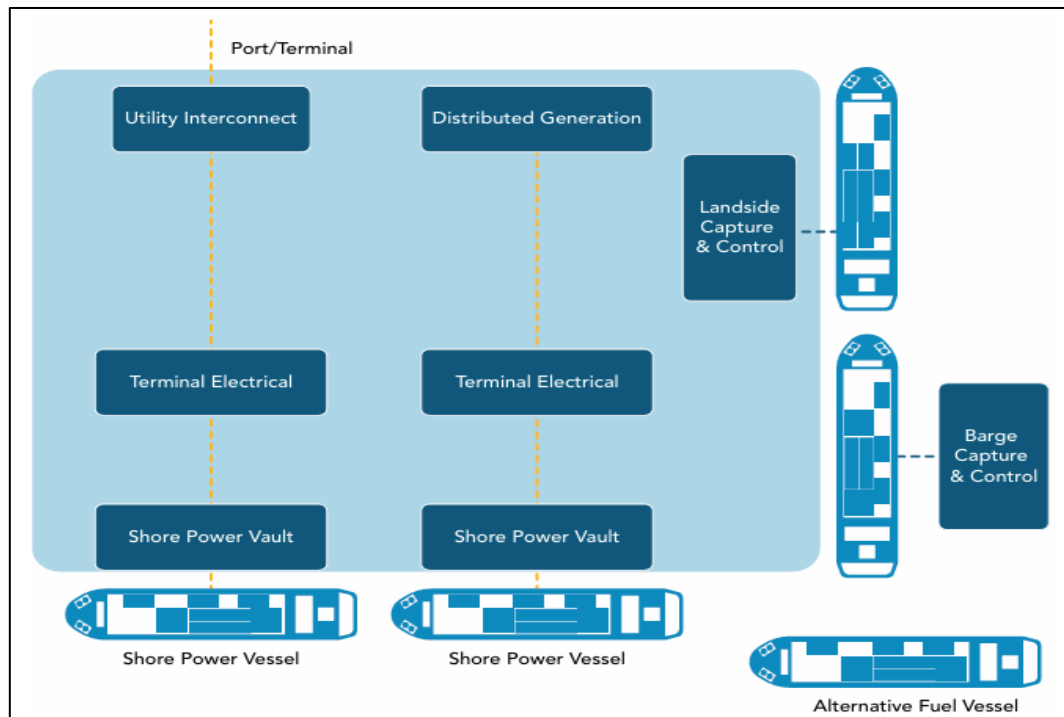 Port/Terminal
Utility Interconnect
Distributed Generation
Landside
Capture
& Control
Terminal Electrical
Terminal Electrical
Barge
Capture
& Control
Shore Power Vault
Shore Power Vault
Shore Power Vessel
Shore Power Vessel
Alternative Fuel Vessel